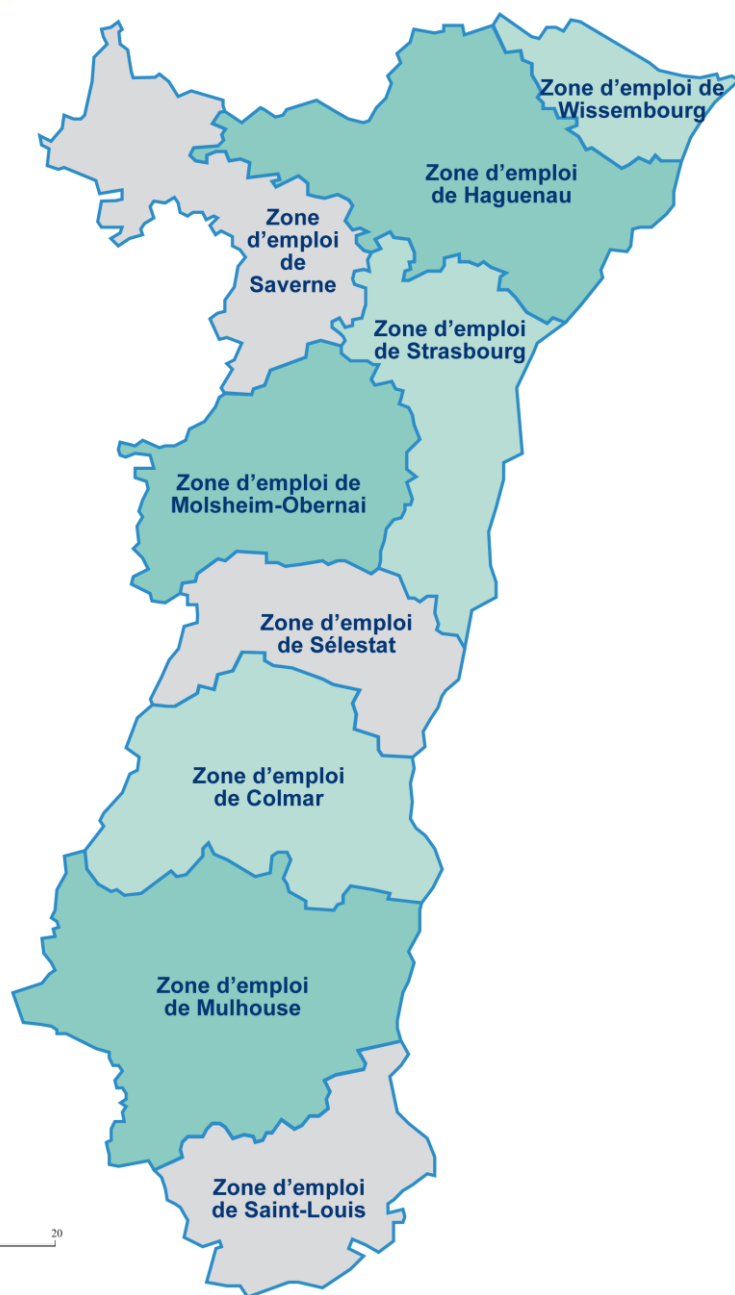 Zone d'emploi de
Wissembourg
Zone d'emploi
de Haguenau
Zone
d'emploi
de
Saverne
Zone d'emploi
de Strasbourg
Zone d'emploi de
Molsheim-Obernai
Zone d'emploi
de Sélestat
Zone d'emploi
de Colmar
Zone d'emploi
de Mulhouse
Zone d'emploi
de Saint-Louis
20